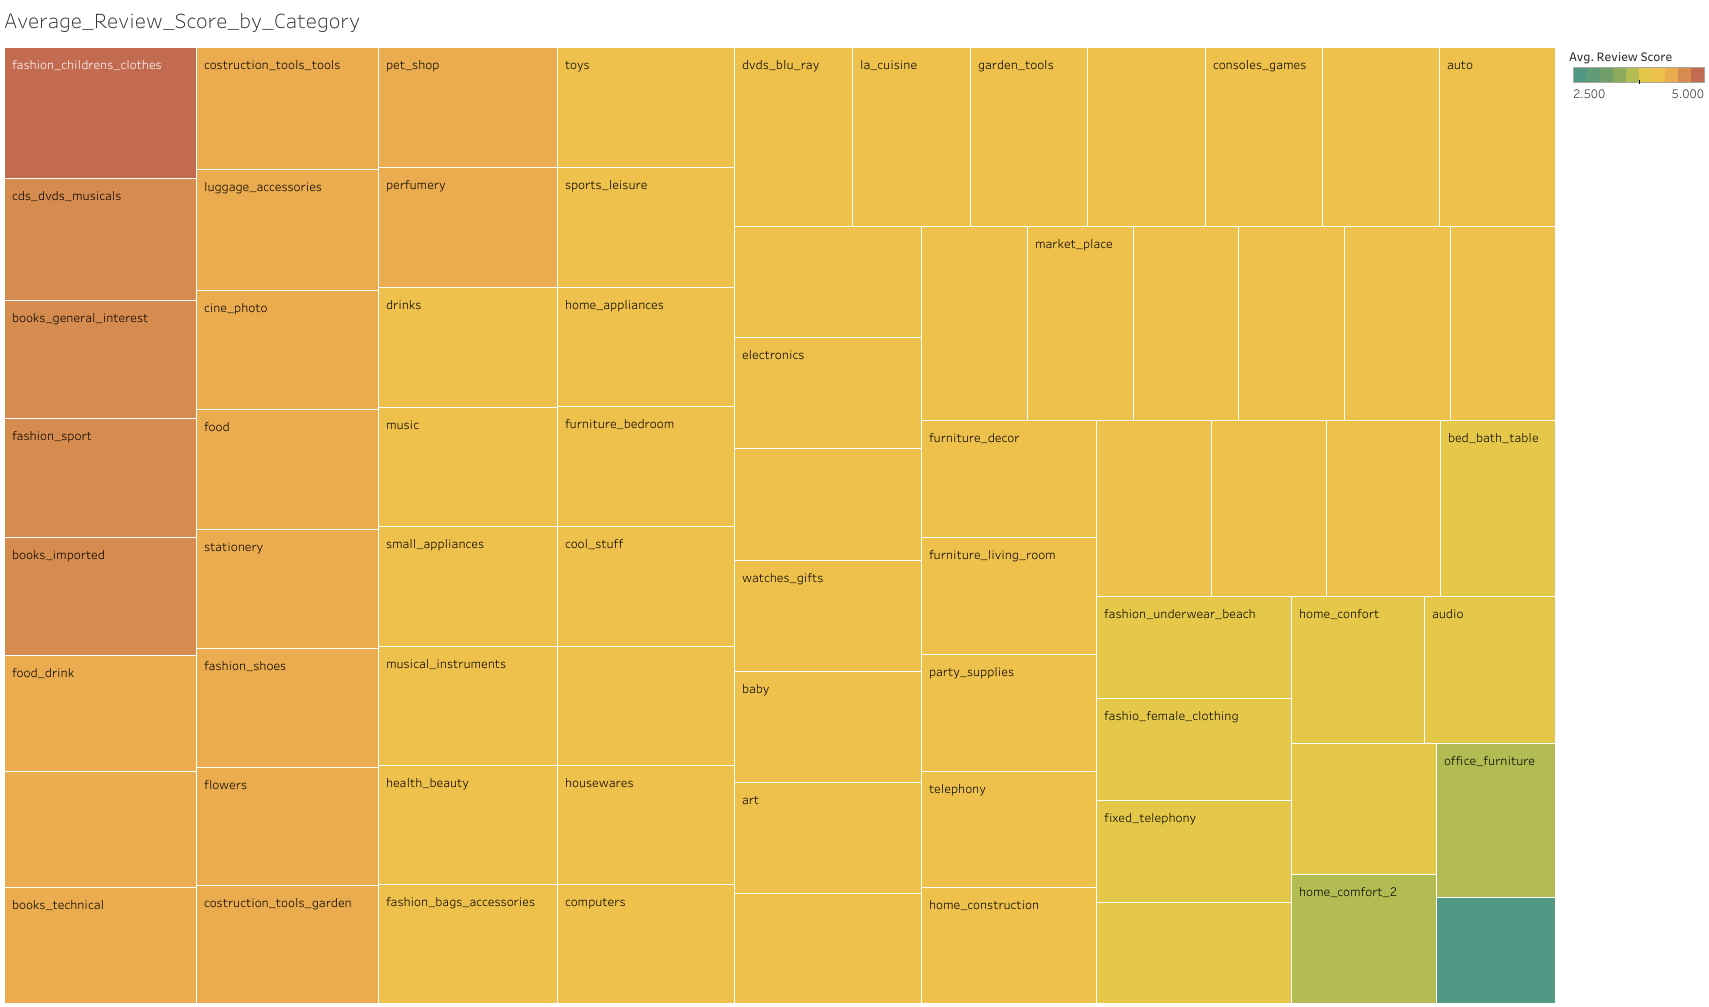 Average_Review_Score_by_Category
fashion_childrens_clothes
cds_dvds_musicals
books_general_interest
fashion_sport
books_imported
food_drink
books_technical
costruction_tools_tools
luggage_accessories
cine_photo
food
stationery
fashion_shoes
flowers
costruction_tools_garden
pet_shop
perfumery
drinks
music
small_appliances
musical_instruments
health_beauty
fashion_bags_accessories
toys
sports_leisure
home_appliances
furniture_bedroom
cool_stuff
housewares
computers
dvds_blu_ray
la_cuisine
garden_tools
consoles_games
auto
electronics
watches_gifts
baby
art
market_place
furniture_decor
furniture_living_room
party_supplies
telephony
home_construction
bed_bath_table
fashion_underwear_beach
fashio_female_clothing
fixed_telephony
home_confort
audio
home_comfort_2
office_furniture
Avg. Review Score
2.500 5.000